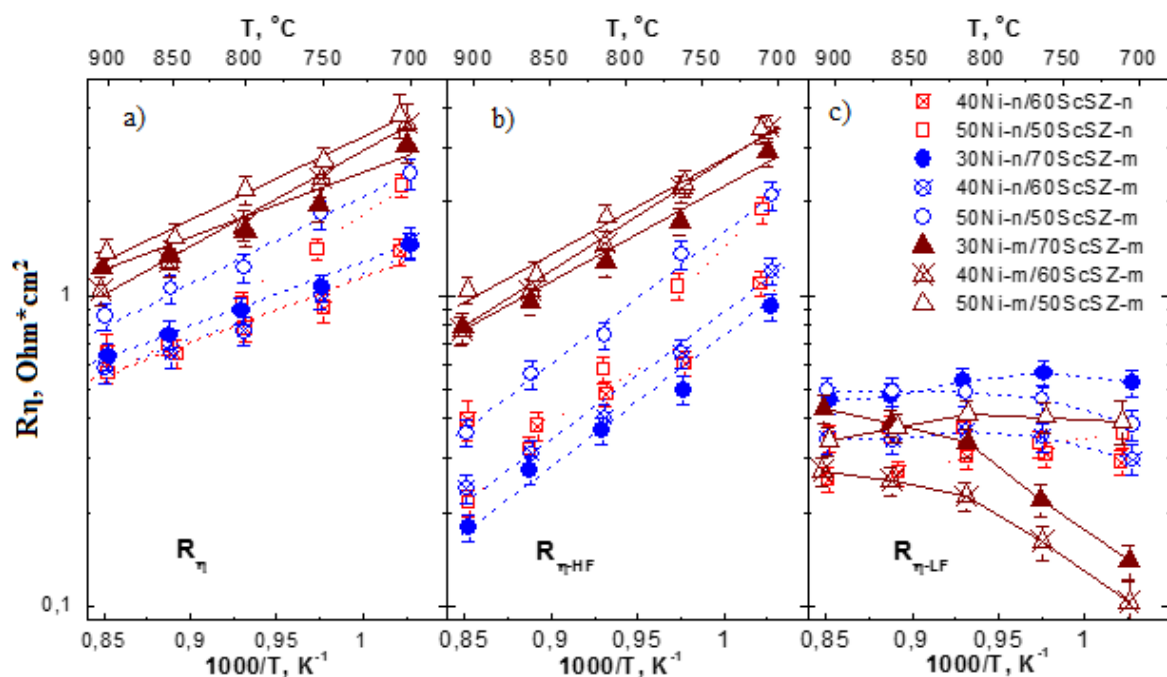 T, °C
T, °C
T, °C
900 850 800 750 700
900 850 800 750 700
900 850 800 750 700
a)
b)
c)
40Ni-n/60ScSZ-n
50Ni-n/50ScSZ-n
30Ni-n/70ScSZ-m
40Ni-n/60ScSZ-m
50Ni-n/50ScSZ-m
30Ni-m/70ScSZ-m
40Ni-m/60ScSZ-m
50Ni-m/50ScSZ-m
Rη, Ohm*cm2
1
0,1
Rη
Rη-HF
Rη-LF
0,85 0,9 0,95 1
0,85 0,9 0,95 1
0,85 0,9 0,95 1
1000/T, K⁻¹
1000/T, K⁻¹
1000/T, K⁻¹